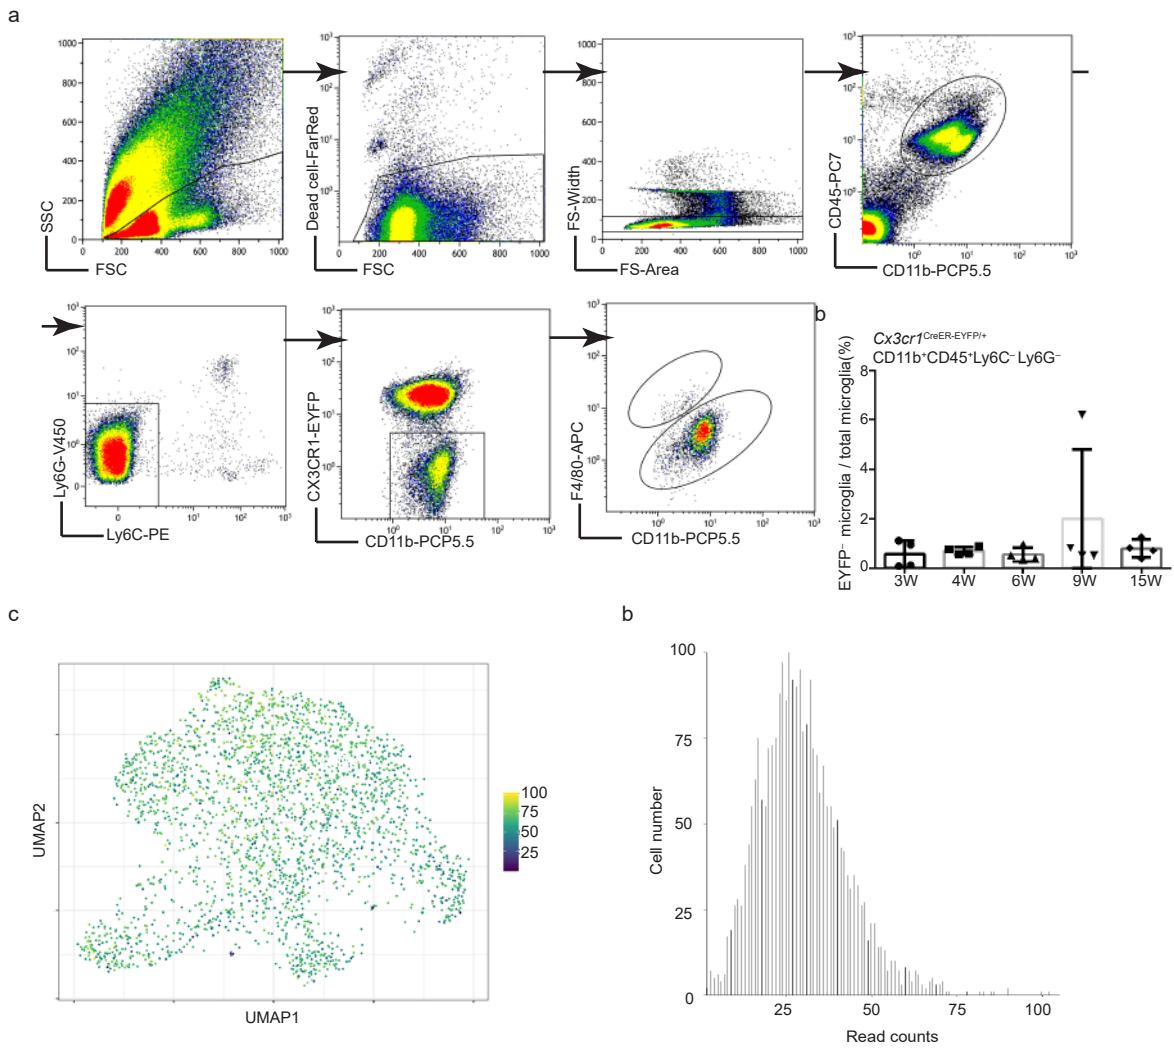 a
1000
800
600
400
200
0
0
200
400
600
800
1000
SSC
FSC
10³
10²
10¹
10⁰
0
200
400
600
800
1000
Dead cell-FarRed
FSC
1000
800
600
400
200
0
0
200
400
600
800
1000
FS-Width
FS-Area
10³
10²
10¹
10⁰
10⁰
10¹
10²
10³
CD45-PC7
CD11b-PCP5.5
10³
10²
10¹
10⁰
0
0
10¹
10²
10³
Ly6G-V450
Ly6C-PE
10³
10²
10¹
10⁰
10⁰
10¹
10²
10³
CX3CR1-EYFP
CD11b-PCP5.5
10³
10²
10¹
10⁰
10⁰
10¹
10²
10³
F4/80-APC
CD11b-PCP5.5
b
Cx3cr1CreER-EYFP/+
CD11b⁺CD45⁺Ly6C⁻ Ly6G⁻
EYFP⁻ microglia / total microglia(%)
8
6
4
2
0
3W
4W
6W
9W
15W
c
UMAP2
UMAP1
100
75
50
25
b
100
75
50
25
0
Cell number
25
50
75
100
Read counts